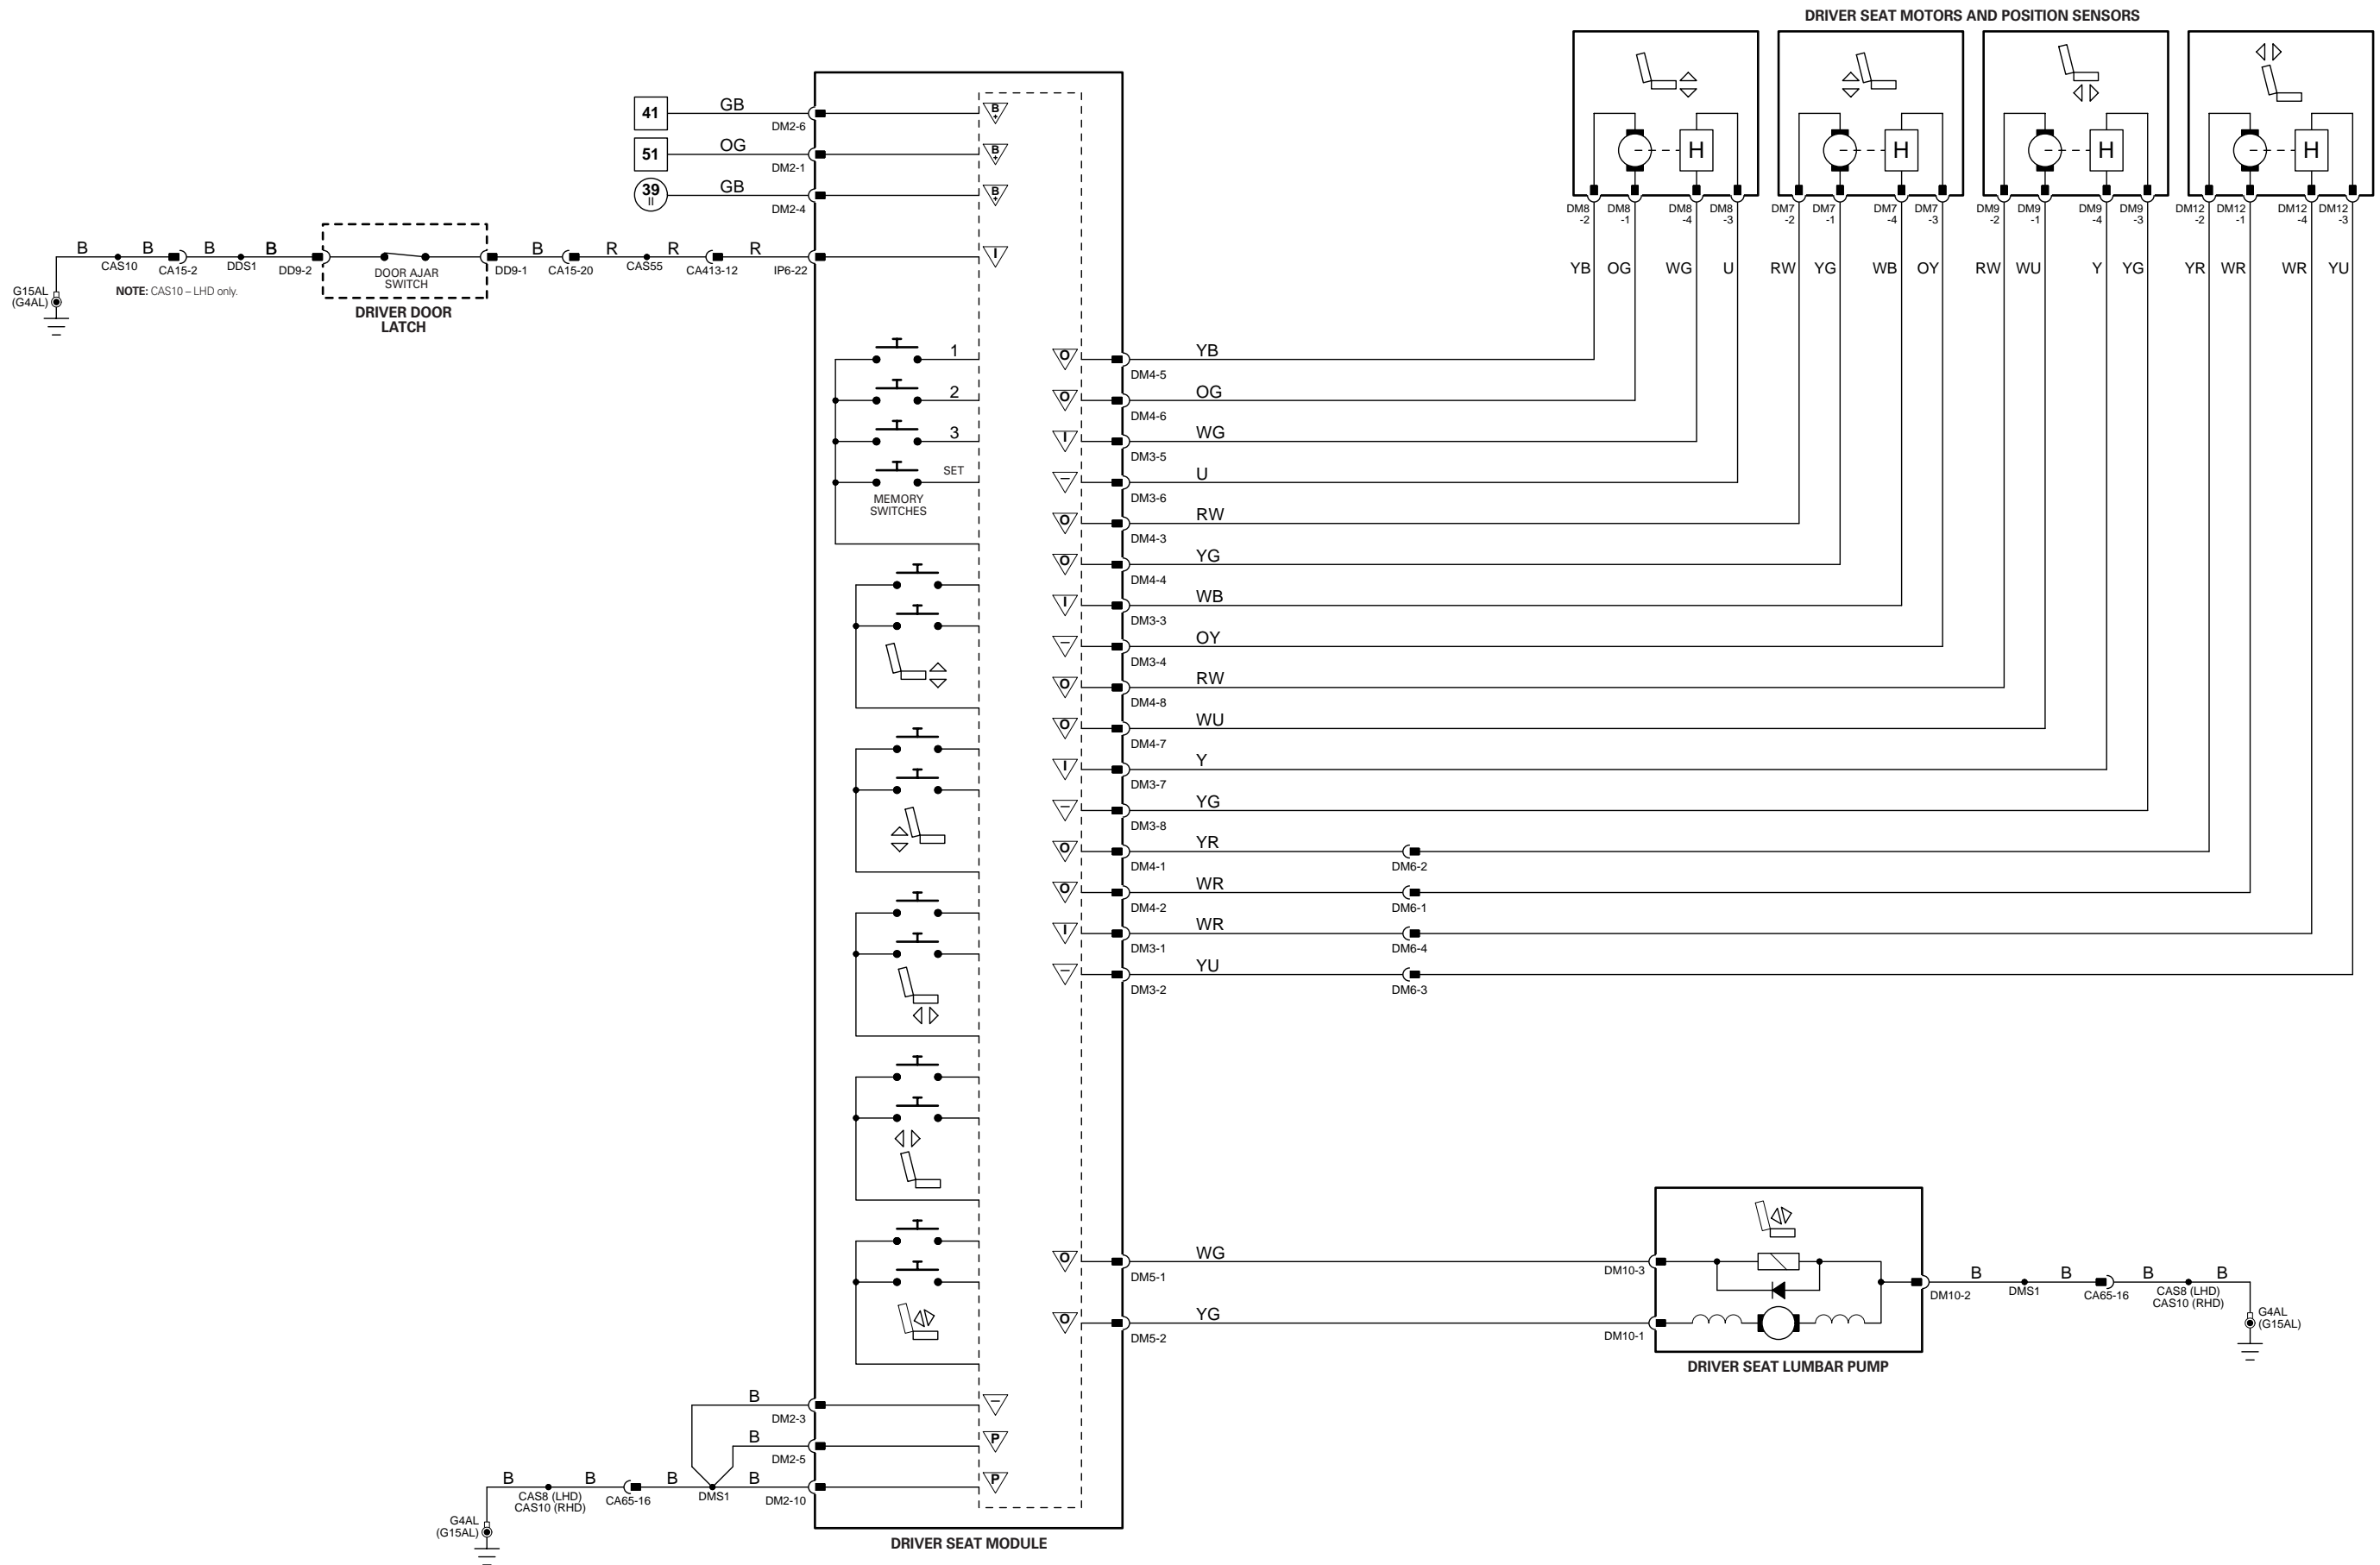 DRIVER SEAT MOTORS AND POSITION SENSORS
41
GB
DM2-6
B
+
51
OG
DM2-1
B
+
39
II
GB
DM2-4
B
+
H
H
H
H
DM8
-2
DM8
-1
DM8
-4
DM8
-3
DM7
-2
DM7
-1
DM7
-4
DM7
-3
DM9
-2
DM9
-1
DM9
-4
DM9
-3
DM12
-2
DM12
-1
DM12
-4
DM12
-3
YB OG WG U RW YG WB OY RW WU Y YG YR WR WR YU
B B B B B R R R
CAS10 CA15-2 DDS1 DD9-2 DD9-1 CA15-20 CAS55 CA413-12 IP6-22
I
DOOR AJAR
SWITCH
G15AL
(G4AL)
NOTE: CAS10 – LHD only.
DRIVER DOOR
LATCH
1
2
3
SET
MEMORY
SWITCHES
O YB
DM4-5
O OG
DM4-6
I WG
DM3-5
– U
DM3-6
O RW
DM4-3
O YG
DM4-4
I WB
DM3-3
– OY
DM3-4
O RW
DM4-8
O WU
DM4-7
I Y
DM3-7
– YG
DM3-8
O YR
DM4-1 DM6-2
O WR
DM4-2 DM6-1
I WR
DM3-1 DM6-4
– YU
DM3-2 DM6-3
O WG
DM5-1 DM10-3
O YG
DM5-2 DM10-1
B B B B
DM10-2 DMS1 CA65-16 CAS8 (LHD)
CAS10 (RHD)
G4AL
(G15AL)
DRIVER SEAT LUMBAR PUMP
B
DM2-3
–
B
DM2-5
P
B B B B
CAS8 (LHD)
CAS10 (RHD)
CA65-16 DMS1 DM2-10
P
G4AL
(G15AL)
DRIVER SEAT MODULE